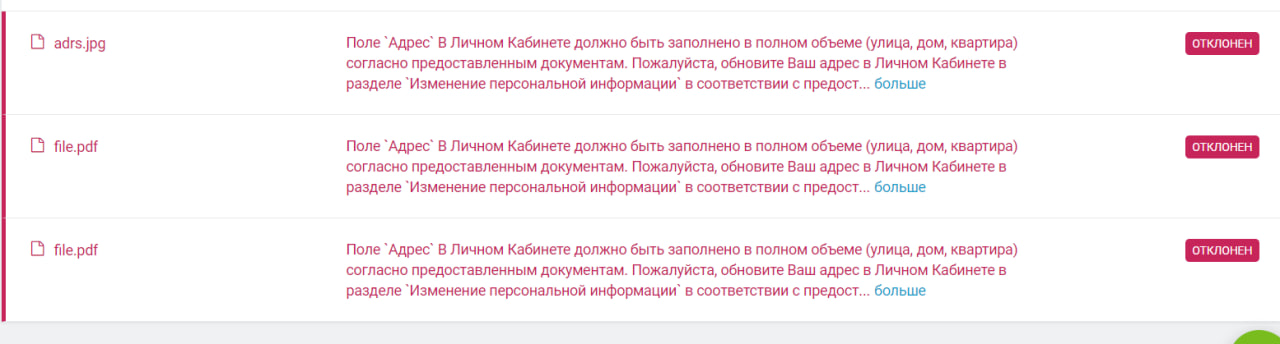 adrs.jpg
Поле `Адрес` В Личном Кабинете должно быть заполнено в полном объеме (улица, дом, квартира)
согласно предоставленным документам. Пожалуйста, обновите Ваш адрес в Личном Кабинете в
разделе `Изменение персональной информации` в соответствии с предост... больше
ОТКЛОНЕН
file.pdf
Поле `Адрес` В Личном Кабинете должно быть заполнено в полном объеме (улица, дом, квартира)
согласно предоставленным документам. Пожалуйста, обновите Ваш адрес в Личном Кабинете в
разделе `Изменение персональной информации` в соответствии с предост... больше
ОТКЛОНЕН
file.pdf
Поле `Адрес` В Личном Кабинете должно быть заполнено в полном объеме (улица, дом, квартира)
согласно предоставленным документам. Пожалуйста, обновите Ваш адрес в Личном Кабинете в
разделе `Изменение персональной информации` в соответствии с предост... больше
ОТКЛОНЕН